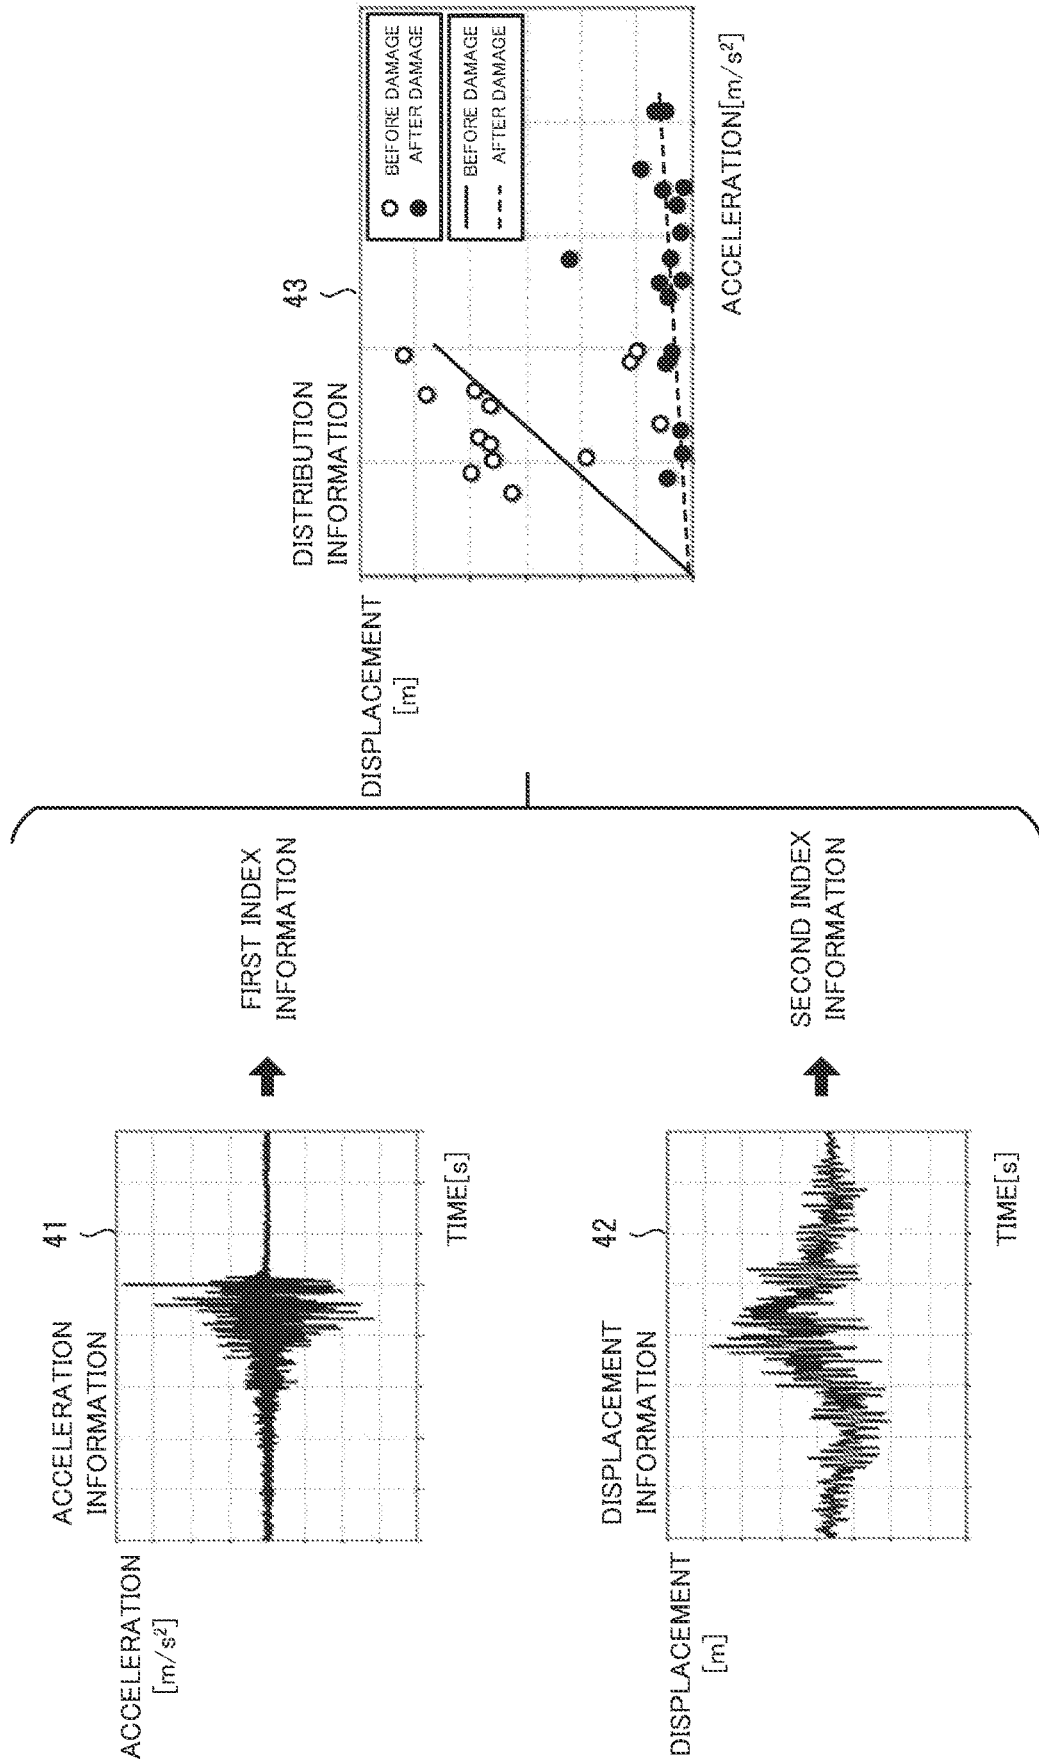 ACCELERATION
INFORMATION
41
ACCELERATION
[m/s²]
TIME[s]
FIRST INDEX
INFORMATION
DISPLACEMENT
INFORMATION
42
DISPLACEMENT
[m]
TIME[s]
SECOND INDEX
INFORMATION
DISTRIBUTION
INFORMATION
43
DISPLACEMENT
[m]
BEFORE DAMAGE
AFTER DAMAGE
BEFORE DAMAGE
AFTER DAMAGE
ACCELERATION[m/s²]